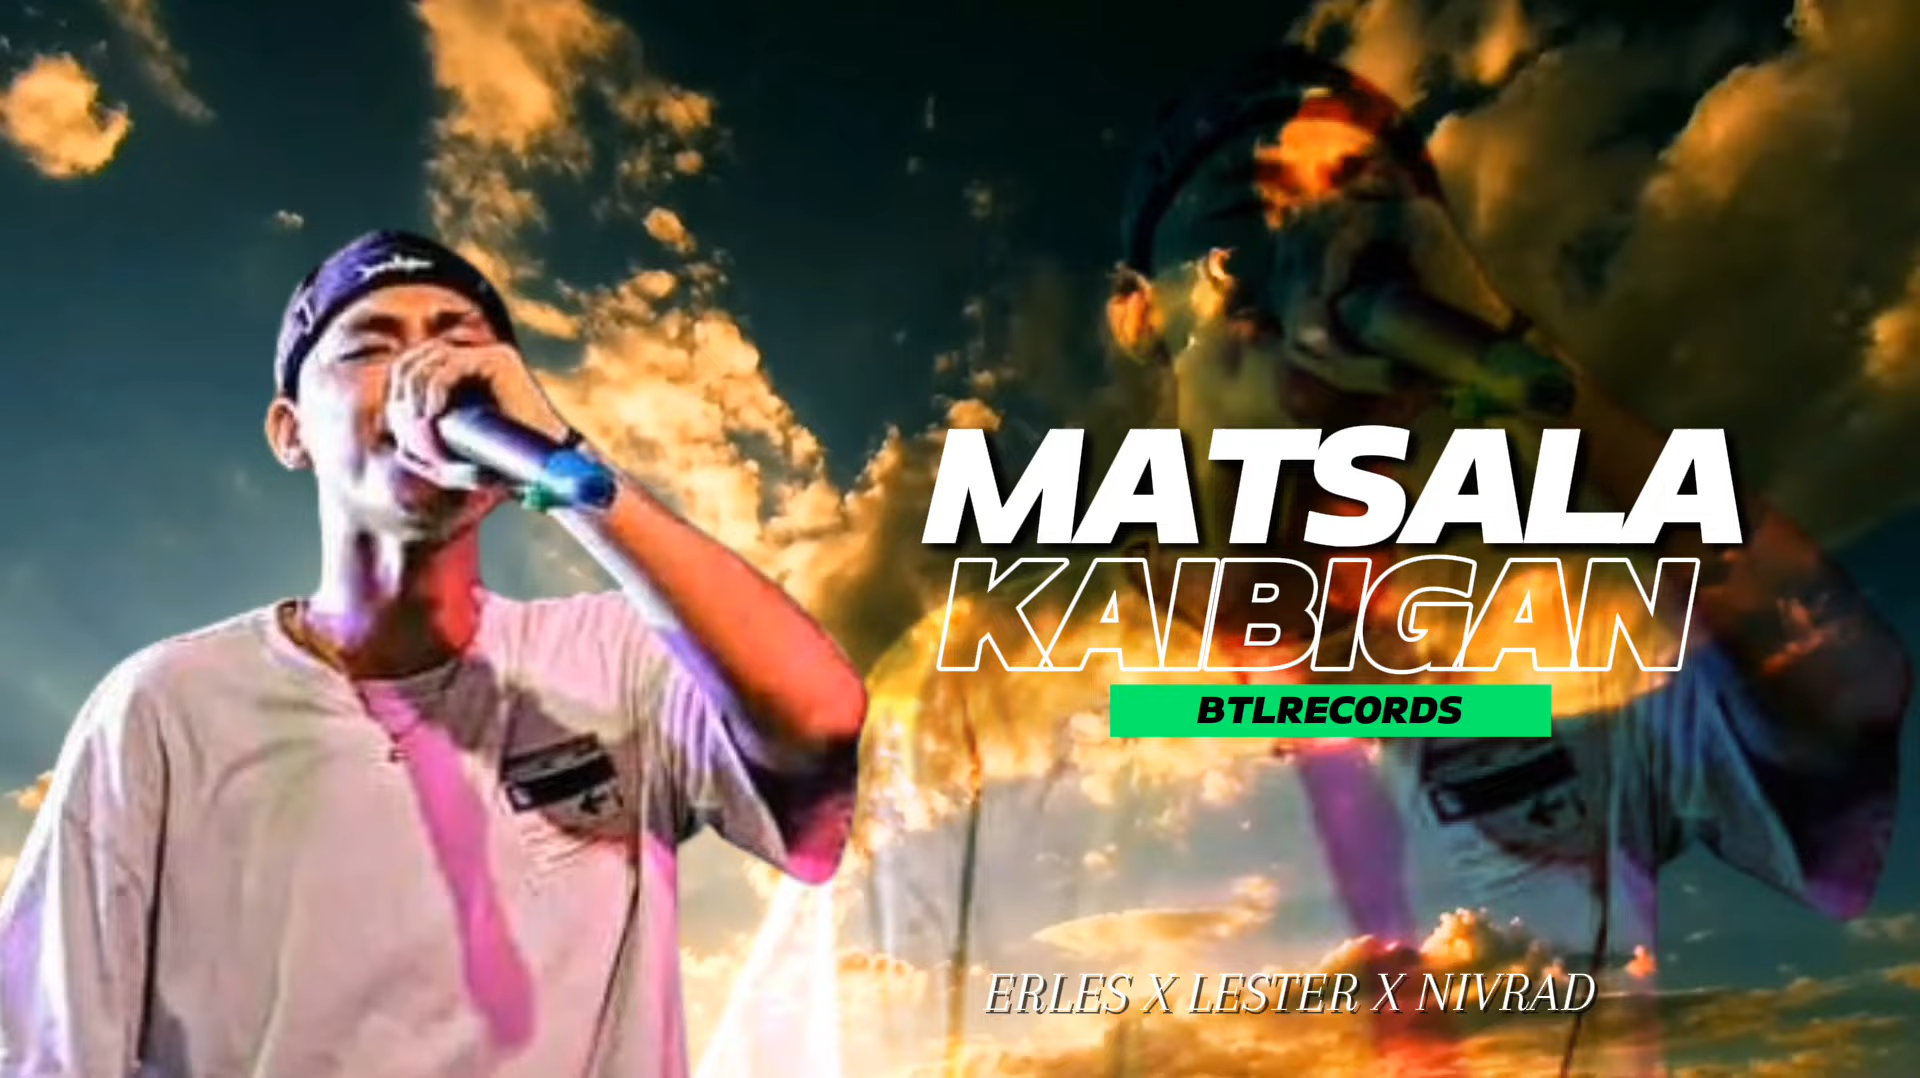 MATSALA
KAIBIGAN
BTLRECORDS
ERLES X LESTER X NIVRAD